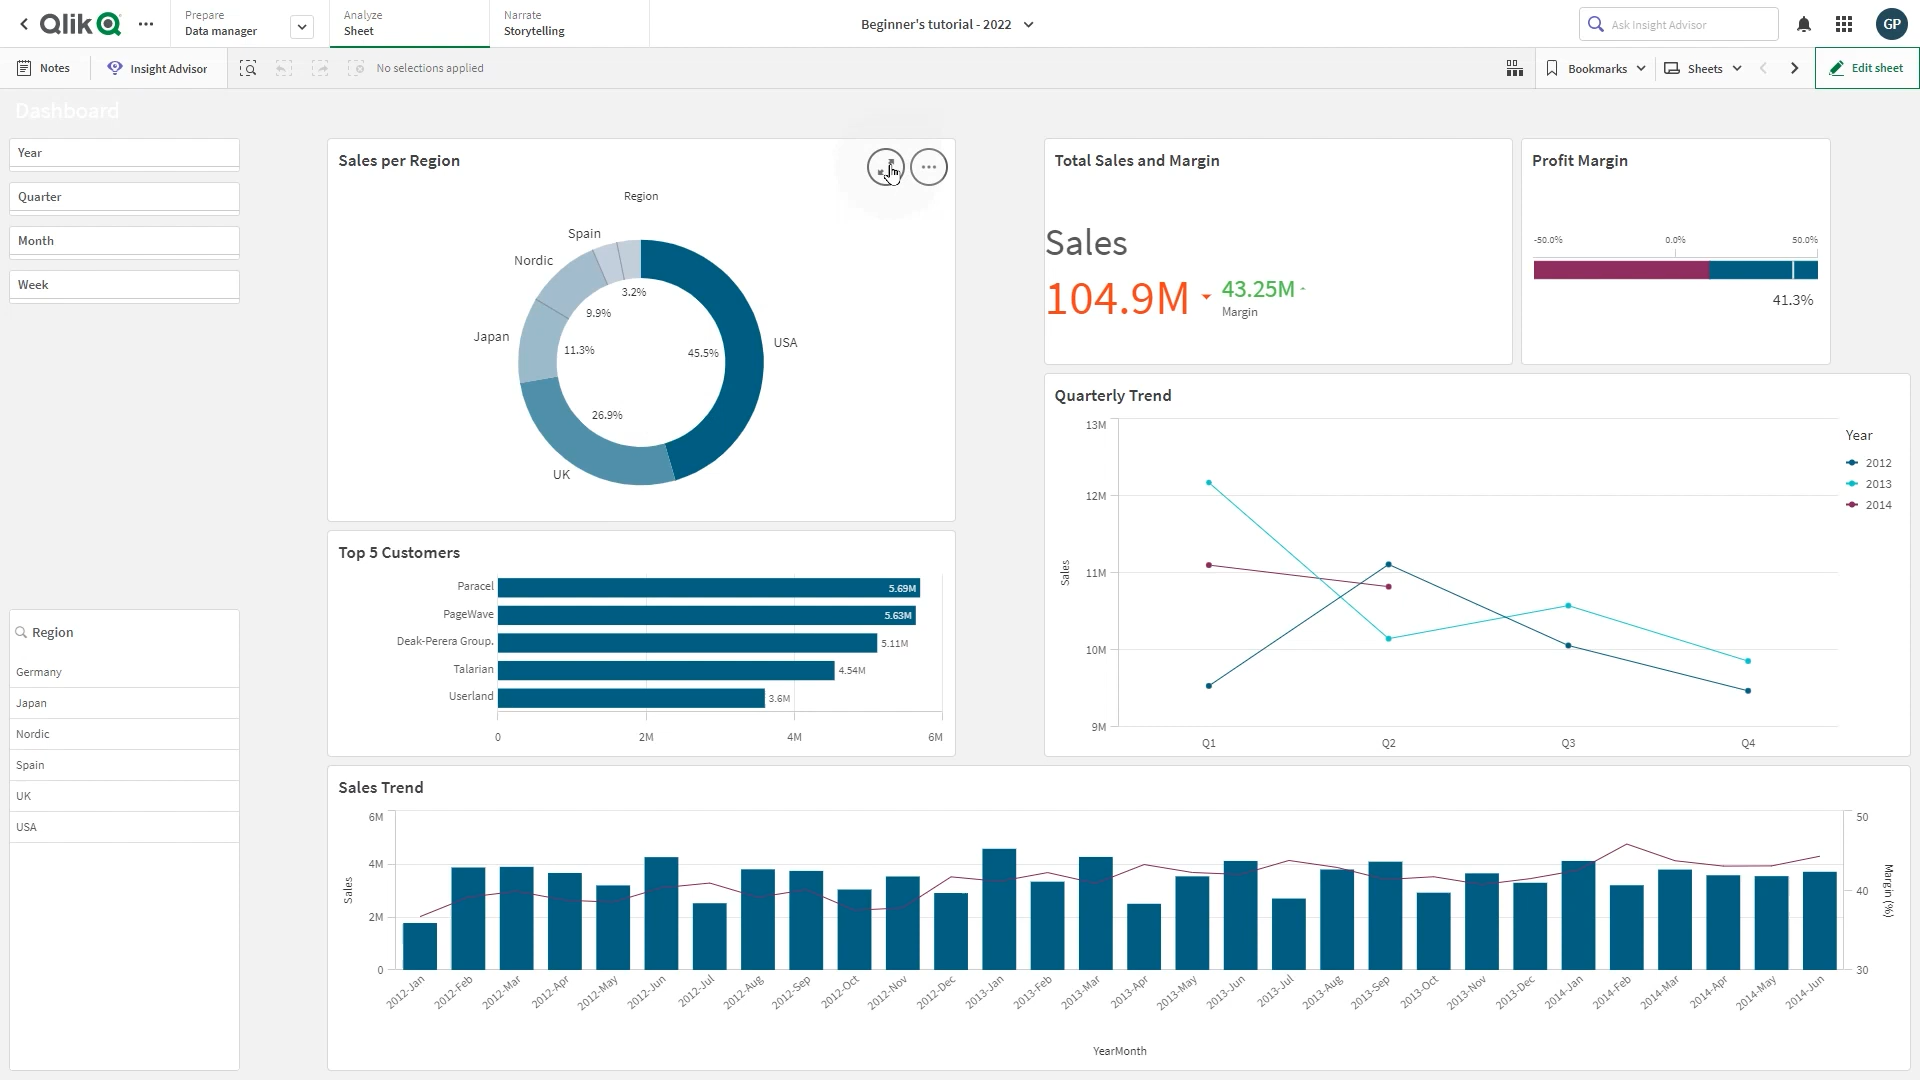 Qlik
Prepare
Data manager
Analyze
Sheet
Narrate
Storytelling
Beginner's tutorial - 2022
Ask Insight Advisor
GP
Notes
Insight Advisor
No selections applied
Bookmarks
Sheets
Edit sheet
Dashboard
Year
Quarter
Month
Week
Region
Germany
Japan
Nordic
Spain
UK
USA
Sales per Region
Region
Spain
Nordic
Japan
UK
USA
3.2%
9.9%
11.3%
26.9%
45.5%
Top 5 Customers
Paracel
5.69M
PageWave
5.63M
Deak-Perera Group.
5.11M
Talarian
4.54M
Userland
3.6M
0 2M 4M 6M
Total Sales and Margin
Sales
104.9M
43.25M
Margin
Profit Margin
-50.0% 0.0% 50.0%
41.3%
Quarterly Trend
Sales
13M
12M
11M
10M
9M
Q1 Q2 Q3 Q4
Year
2012
2013
2014
Sales Trend
Sales
6M
4M
2M
0
50
40
30
Margin (%)
2012-Jan 2012-Feb 2012-Mar 2012-Apr 2012-May 2012-Jun 2012-Jul 2012-Aug 2012-Sep 2012-Oct 2012-Nov 2012-Dec 2013-Jan 2013-Feb 2013-Mar 2013-Apr 2013-May 2013-Jun 2013-Jul 2013-Aug 2013-Sep 2013-Oct 2013-Nov 2013-Dec 2014-Jan 2014-Feb 2014-Mar 2014-Apr 2014-May 2014-Jun
YearMonth